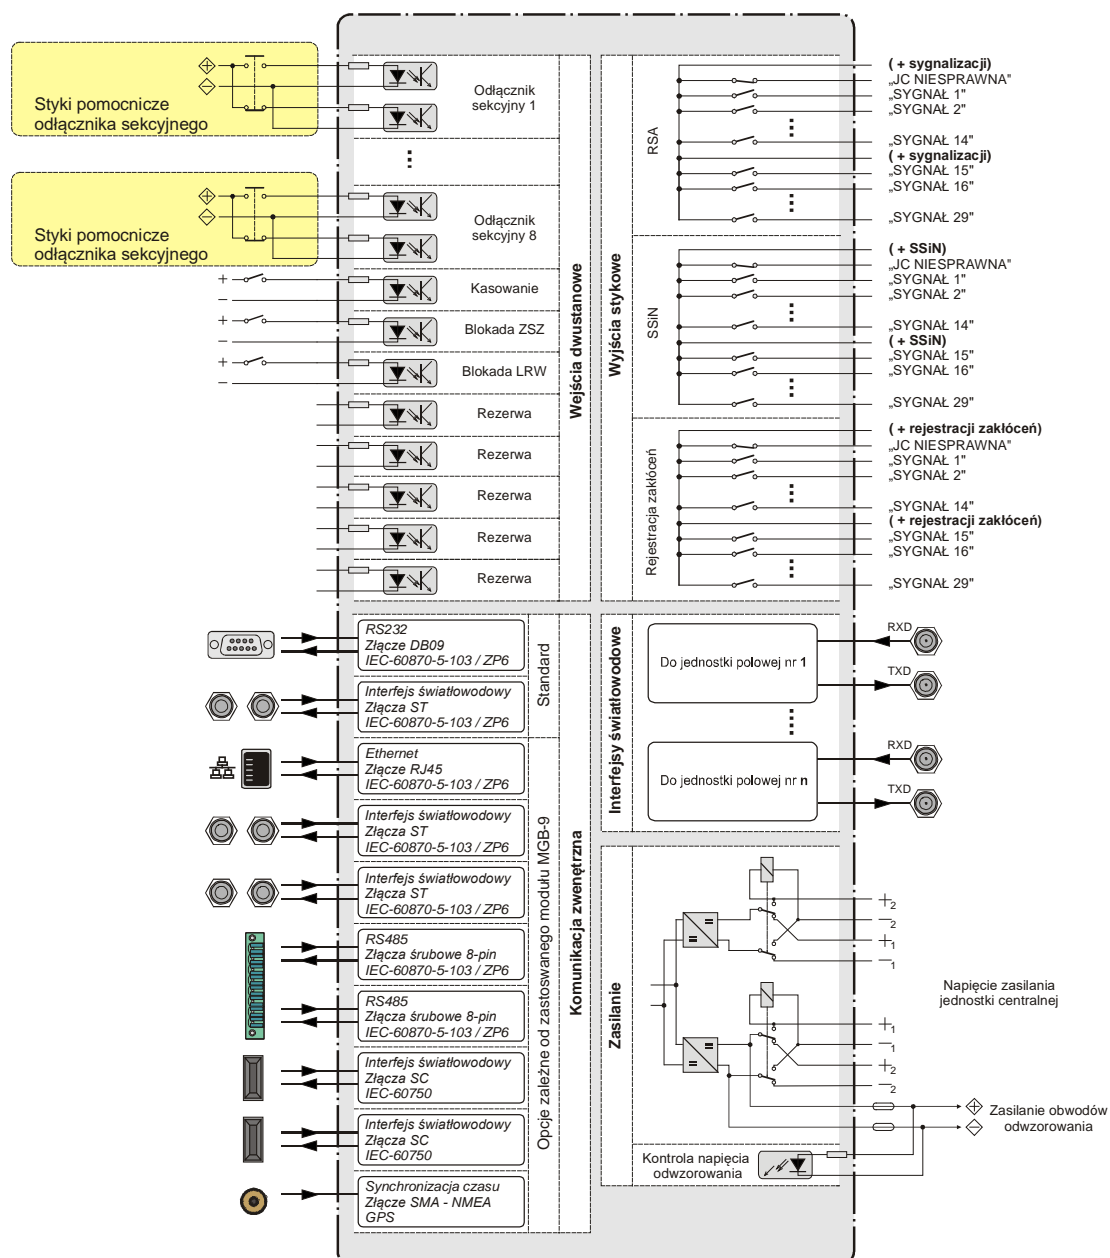 Styki pomocnicze
odłącznika sekcyjnego
Odłącznik
sekcyjny 1
Styki pomocnicze
odłącznika sekcyjnego
Odłącznik
sekcyjny 8
+
−
Kasowanie
+
−
Blokada ZSZ
+
−
Blokada LRW
Rezerwa
Rezerwa
Rezerwa
Rezerwa
Rezerwa
Wejścia dwustanowe
Wyjścia stykowe
RSA
( + sygnalizacji)
„JC NIESPRAWNA"
„SYGNAŁ 1"
„SYGNAŁ 2"
„SYGNAŁ 14"
( + sygnalizacji)
„SYGNAŁ 15"
„SYGNAŁ 16"
„SYGNAŁ 29"
SSiN
( + SSiN)
„JC NIESPRAWNA"
„SYGNAŁ 1"
„SYGNAŁ 2"
„SYGNAŁ 14"
( + SSiN)
„SYGNAŁ 15"
„SYGNAŁ 16"
„SYGNAŁ 29"
Rejestracja zakłóceń
( + rejestracji zakłóceń)
„JC NIESPRAWNA"
„SYGNAŁ 1"
„SYGNAŁ 2"
„SYGNAŁ 14"
( + rejestracji zakłóceń)
„SYGNAŁ 15"
„SYGNAŁ 16"
„SYGNAŁ 29"
RS232
Złącze DB09
IEC-60870-5-103 / ZP6
Interfejs światłowodowy
Złącza ST
IEC-60870-5-103 / ZP6
Standard
Ethernet
Złącze RJ45
IEC-60870-5-103 / ZP6
Interfejs światłowodowy
Złącza ST
IEC-60870-5-103 / ZP6
Interfejs światłowodowy
Złącza ST
IEC-60870-5-103 / ZP6
RS485
Złącza śrubowe 8-pin
IEC-60870-5-103 / ZP6
RS485
Złącza śrubowe 8-pin
IEC-60870-5-103 / ZP6
Interfejs światłowodowy
Złącza SC
IEC-60750
Interfejs światłowodowy
Złącza SC
IEC-60750
Synchronizacja czasu
Złącze SMA - NMEA
GPS
Opcje zależne od zastosowanego modułu MGB-9
Komunikacja zwenętrzna
Interfejsy światłowodowe
Do jednostki polowej nr 1
RXD
TXD
Do jednostki polowej nr n
RXD
TXD
Zasilanie
+2
−2
+1
−1
+1
−1
+2
−2
Napięcie zasilania
jednostki centralnej
Zasilanie obwodów
odwzorowania
Kontrola napięcia
odwzorowania